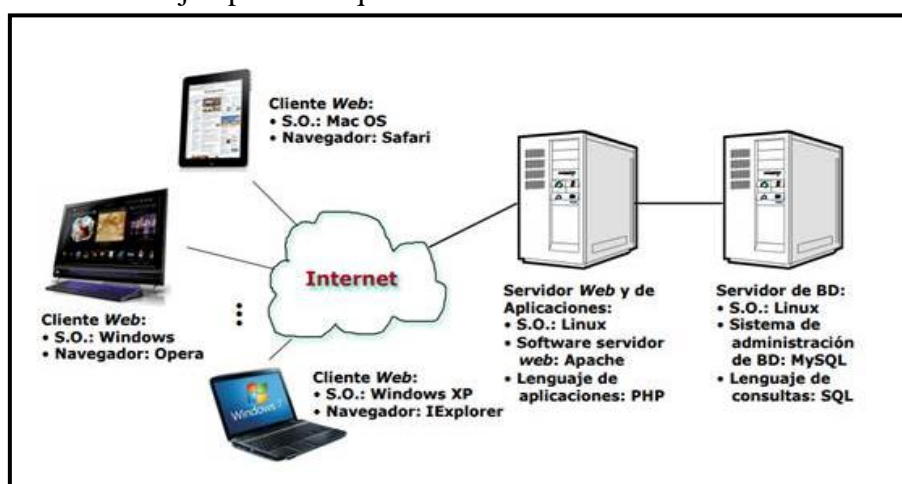 Cliente Web:
• S.O.: Mac OS
• Navegador: Safari
Cliente Web:
• S.O.: Windows
• Navegador: Opera
Internet
Cliente Web:
• S.O.: Windows XP
• Navegador: IExplorer
Windows 7
Servidor Web y de
Aplicaciones:
• S.O.: Linux
• Software servidor
web: Apache
• Lenguaje de
aplicaciones: PHP
Servidor de BD:
• S.O.: Linux
• Sistema de
administración
de BD: MySQL
• Lenguaje de
consultas: SQL